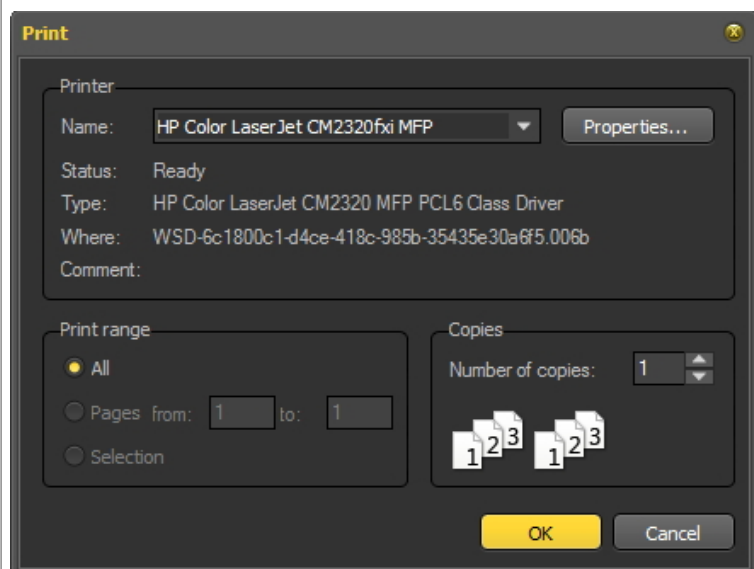 Print
Printer
Name: HP Color LaserJet CM2320fxi MFP Properties...
Status: Ready
Type: HP Color LaserJet CM2320 MFP PCL6 Class Driver
Where: WSD-6c1800c1-d4ce-418c-985b-35435e30a6f5.006b
Comment:
Print range
All
Pages from: 1 to: 1
Selection
Copies
Number of copies: 1
1 2 3 1 2 3
OK Cancel